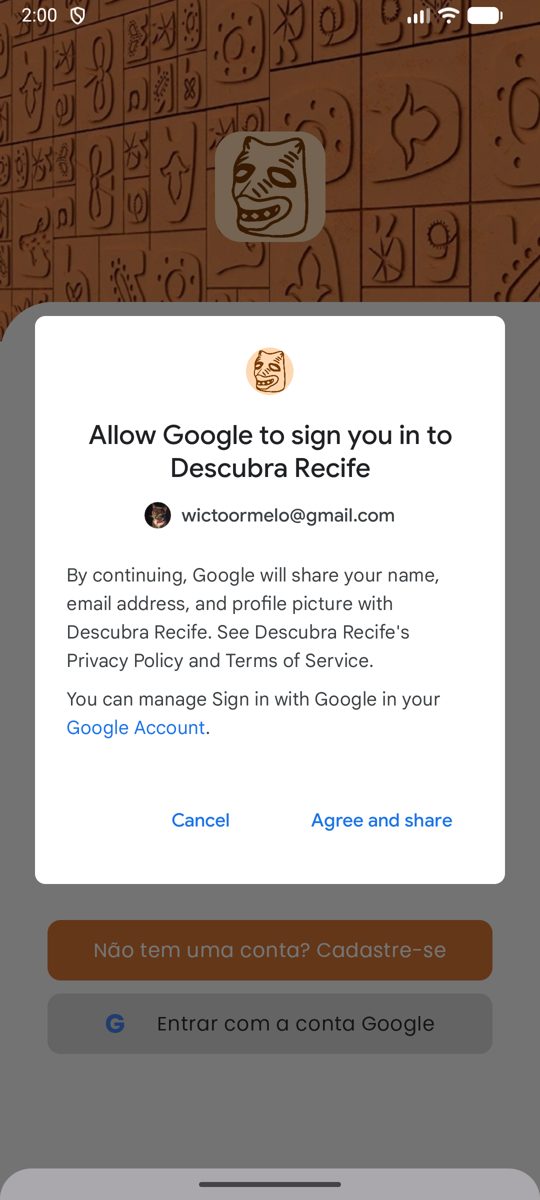 2:00
Allow Google to sign you in to
Descubra Recife
wictoormelo@gmail.com
By continuing, Google will share your name,
email address, and profile picture with
Descubra Recife. See Descubra Recife's
Privacy Policy and Terms of Service.
You can manage Sign in with Google in your
Google Account.
Cancel Agree and share
Não tem uma conta? Cadastre-se
G Entrar com a conta Google